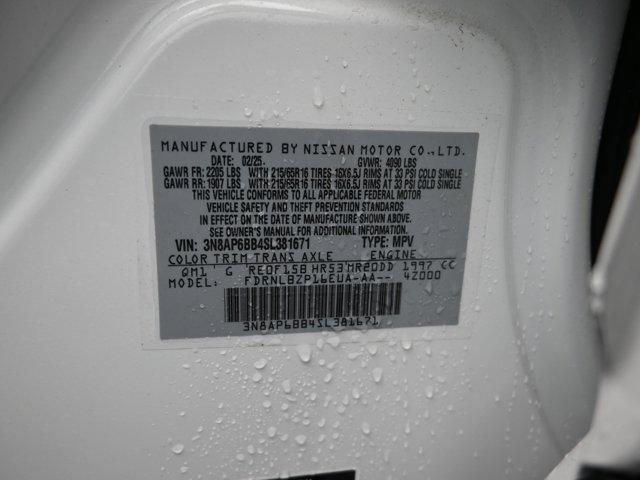 MANUFACTURED BY NISSAN MOTOR CO.,LTD.
DATE: 02/25 GVWR: 4090 LBS
GAWR FR: 2205 LBS WITH 215/65R16 TIRES 16X6.5J RIMS AT 33 PSI COLD SINGLE
GAWR RR: 1907 LBS WITH 215/65R16 TIRES 16X6.5J RIMS AT 33 PSI COLD SINGLE
THIS VEHICLE CONFORMS TO ALL APPLICABLE FEDERAL MOTOR
VEHICLE SAFETY AND THEFT PREVENTION STANDARDS
IN EFFECT ON THE DATE OF MANUFACTURE SHOWN ABOVE.
SEE OWNER'S MANUAL FOR ADDITIONAL INFORMATION.
VIN: 3N8AP6BB4SL381671 TYPE: MPV
COLOR TRIM TRANS AXLE ENGINE
QM1 G RE0F15B HR53 MR20DD 1997 CC
MODEL: FDRNLBZP16EUA-AA-- 4Z000
3N8AP6BB4SL381671